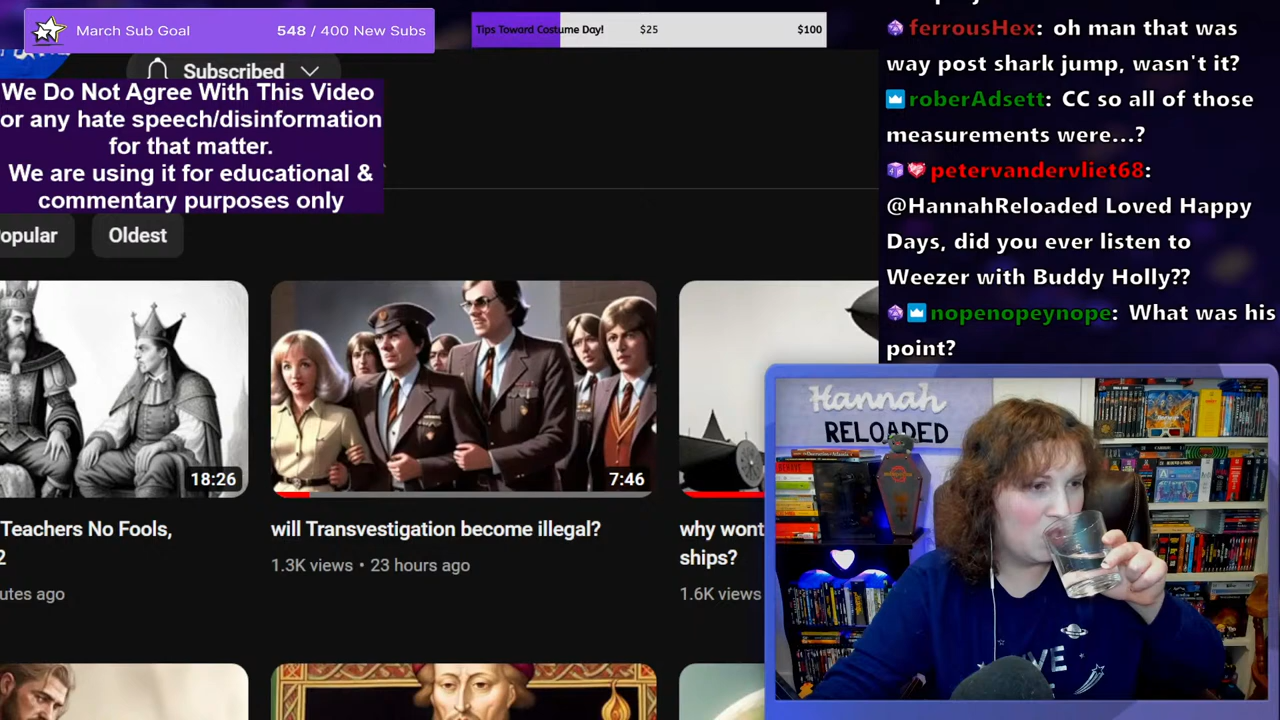 March Sub Goal
548 / 400 New Subs
Tips Toward Costume Day!
$25
$100
Subscribed
We Do Not Agree With This Video
or any hate speech/disinformation
for that matter.
We are using it for educational &
commentary purposes only
opular
Oldest
18:26
7:46
Teachers No Fools,
2
utes ago
will Transvestigation become illegal?
1.3K views • 23 hours ago
why wont
ships?
1.6K views
ferrousHex: oh man that was
way post shark jump, wasn't it?
roberAdsett: CC so all of those
measurements were...?
petervandervliet68:
@HannahReloaded Loved Happy
Days, did you ever listen to
Weezer with Buddy Holly??
nopenopeynope: What was his
point?
Hannah
RELOADED